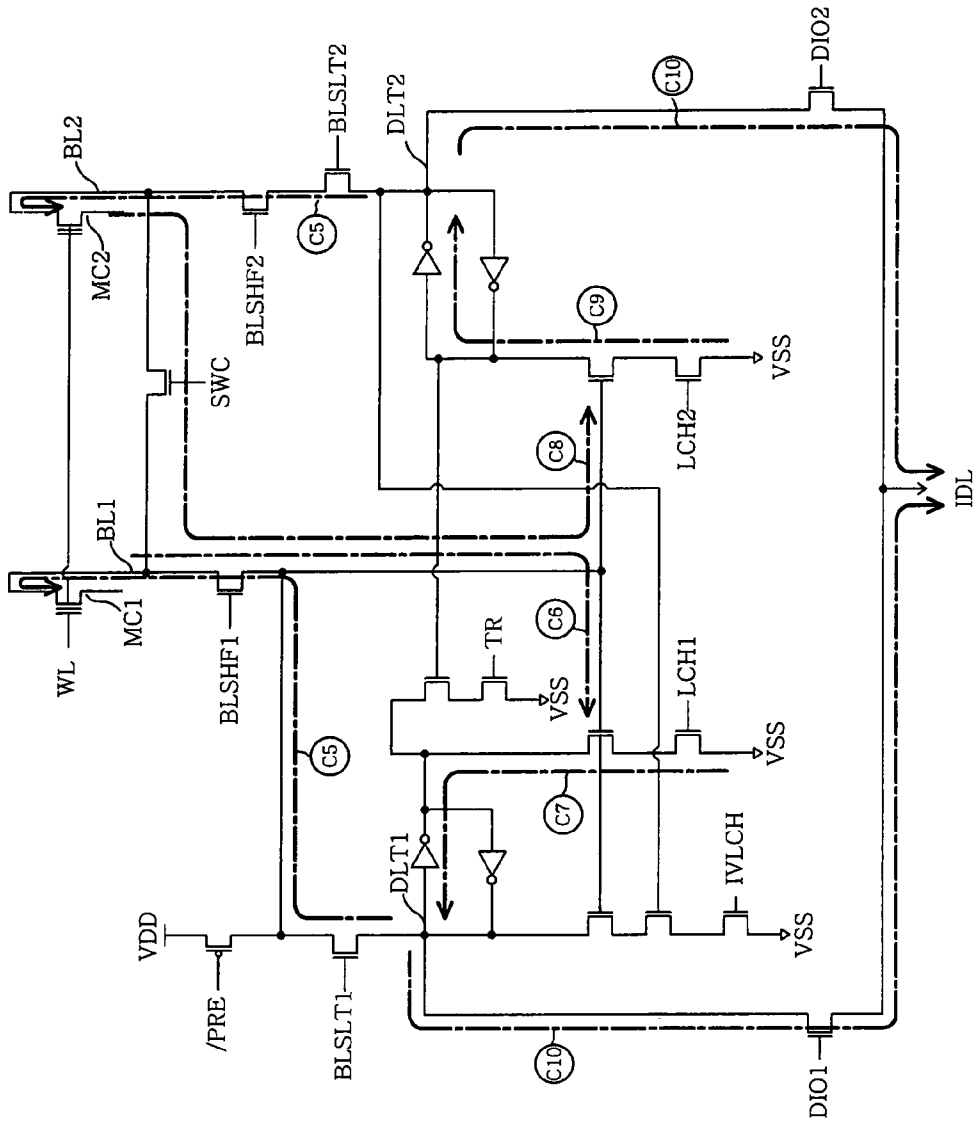 WL
MC1
BL1
MC2
BL2
SWC
BLSHF1
BLSHF2
C5
C5
BLSLT2
VDD
/PRE
BLSLT1
DLT1
DLT2
TR
VSS
C6
C8
C7
C9
LCH1
VSS
LCH2
VSS
IVLCH
VSS
C10
C10
DIO1
DIO2
IDL